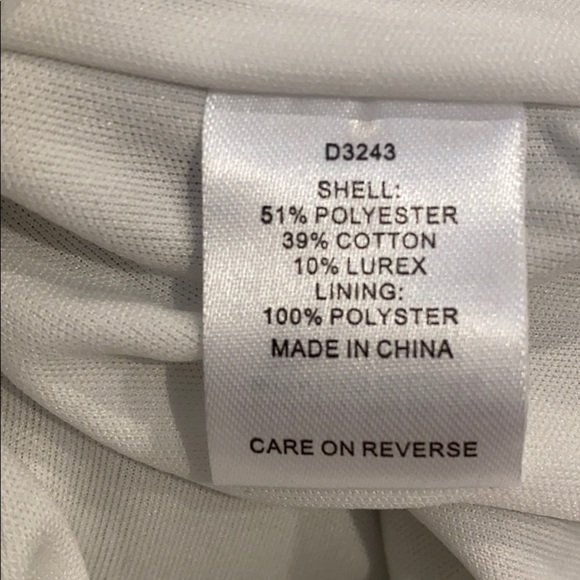 D3243
SHELL:
51% POLYESTER
39% COTTON
10% LUREX
LINING:
100% POLYSTER
MADE IN CHINA
CARE ON REVERSE